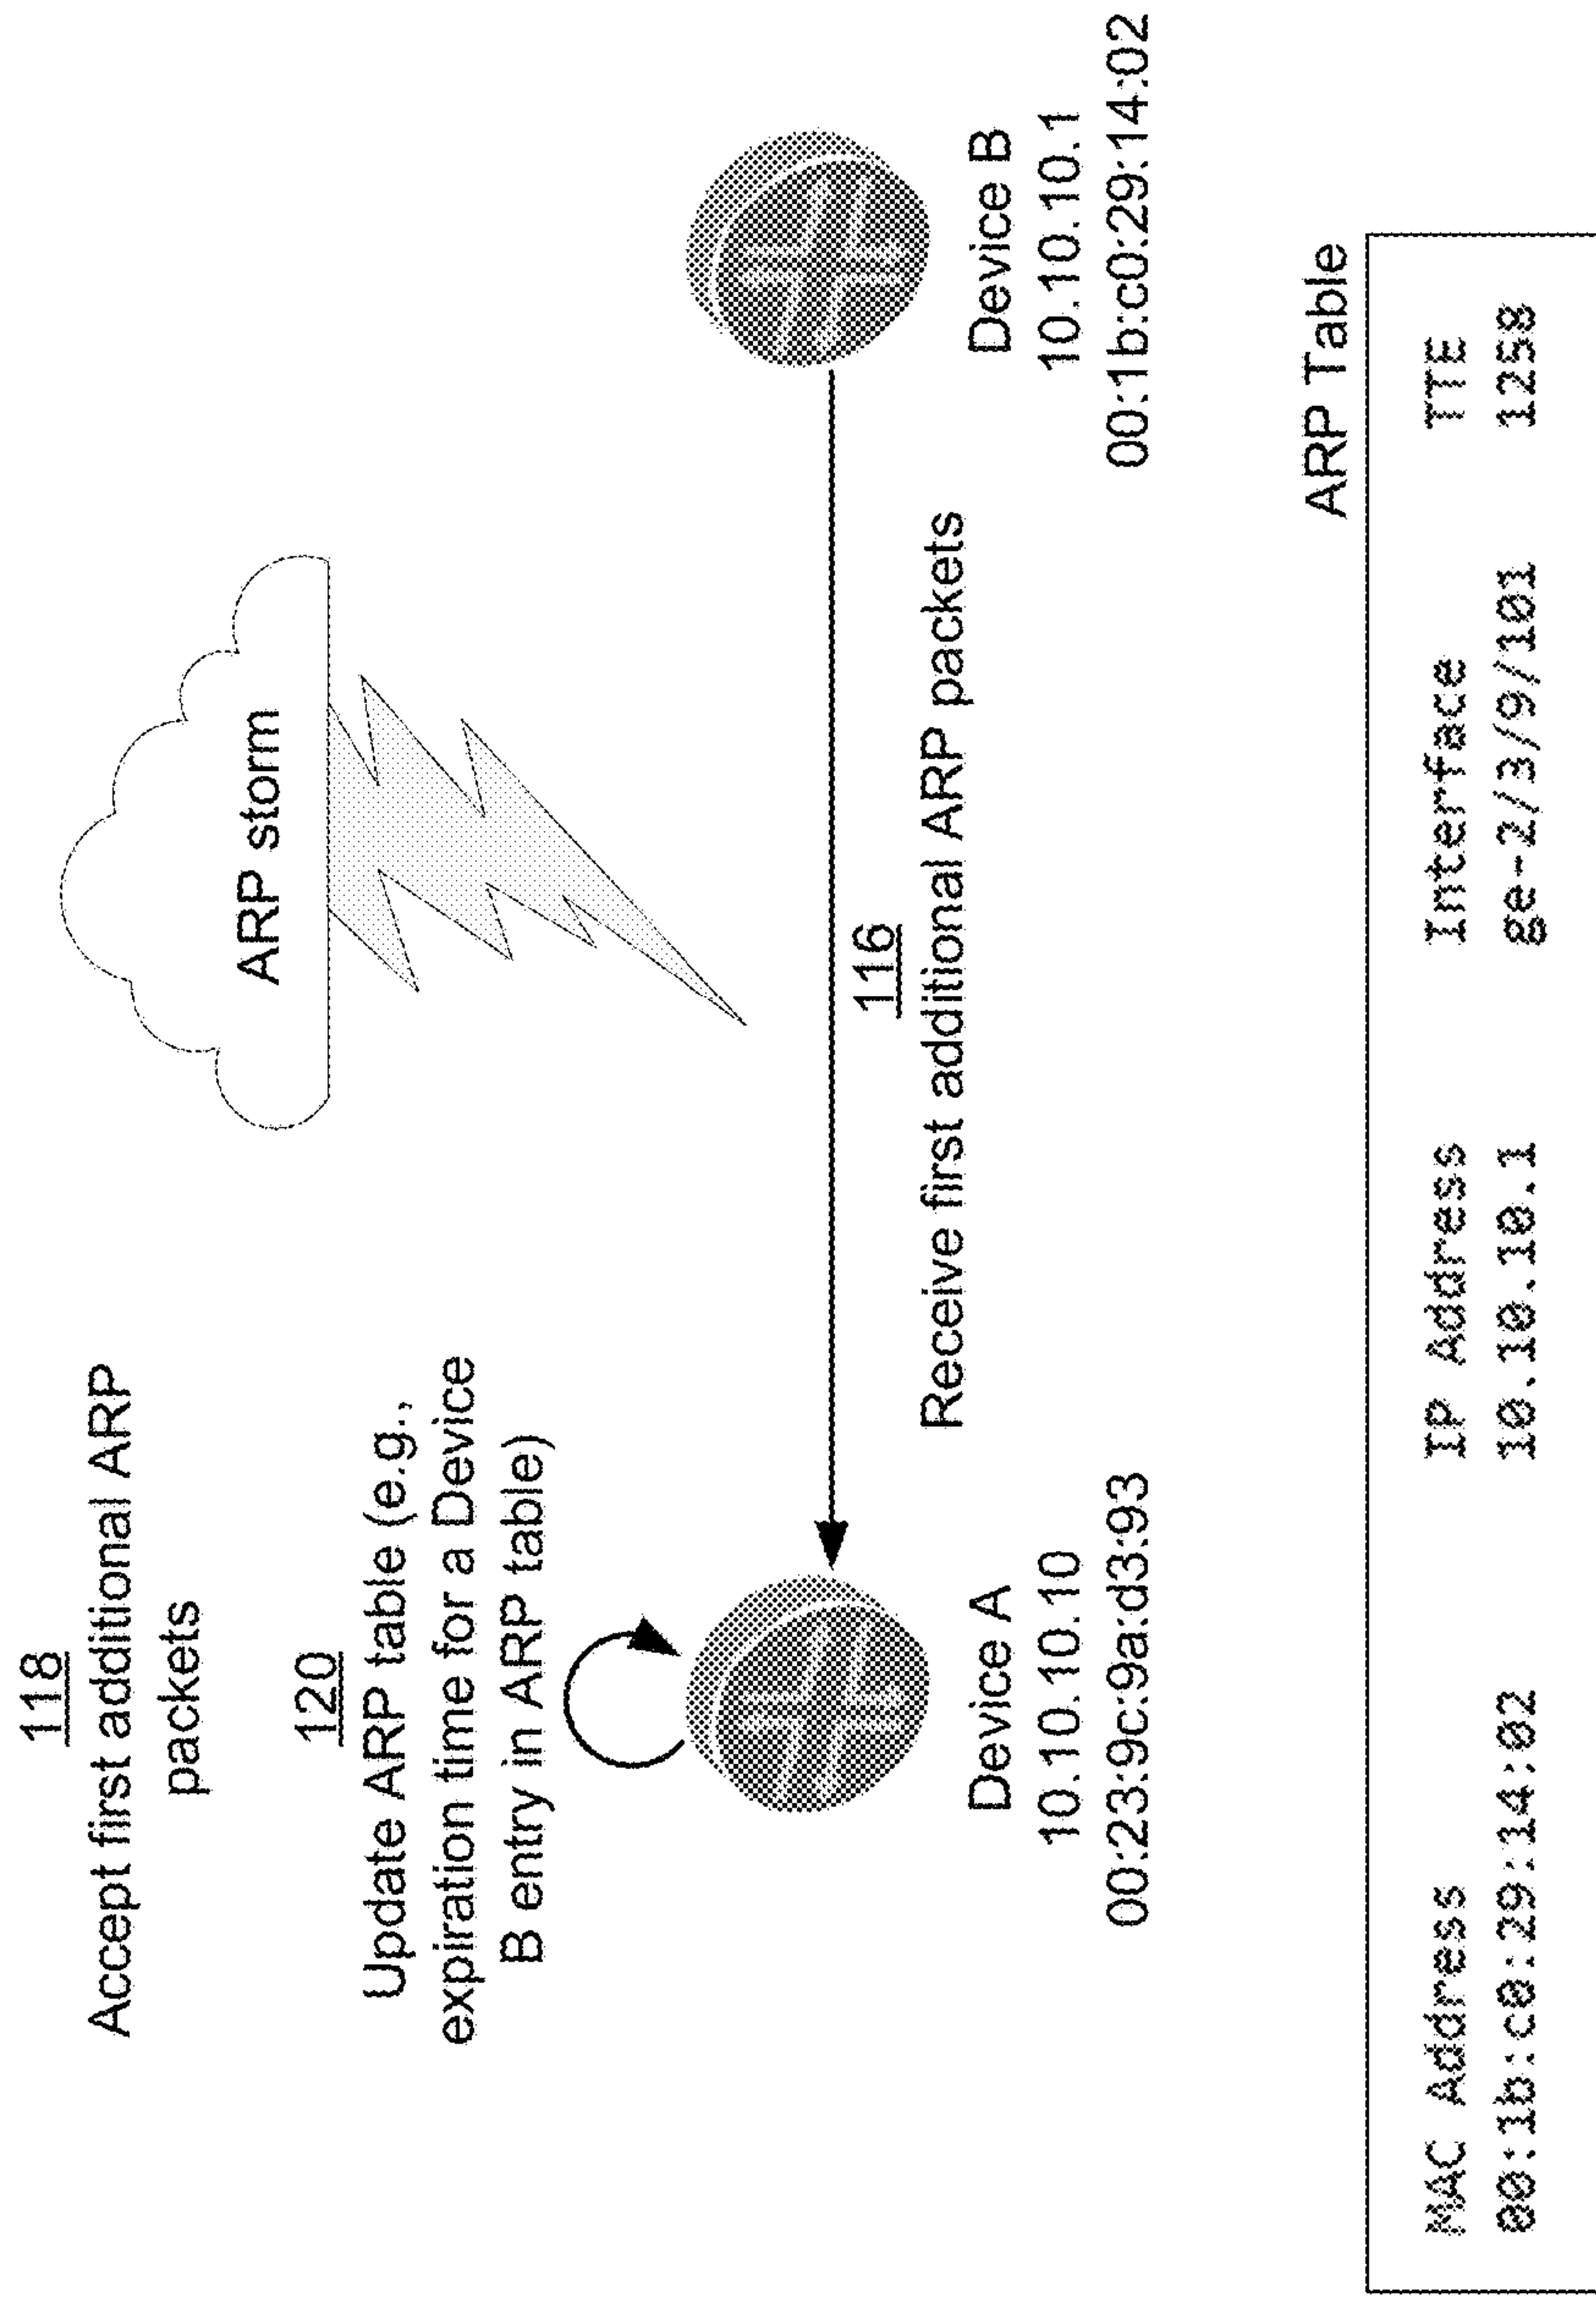 118
Accept first additional ARP
packets
120
Update ARP table (e.g.,
expiration time for a Device
B entry in ARP table)
ARP storm
116
Receive first additional ARP packets
Device A
10.10.10.10
00:23:9c:9a:d3:93
Device B
10.10.10.1
00:1b:c0:29:14:02
ARP Table
MAC Address IP Address Interface TTE
00:1b:c0:29:14:02 10.10.10.1 ge-2/3/9/101 1258